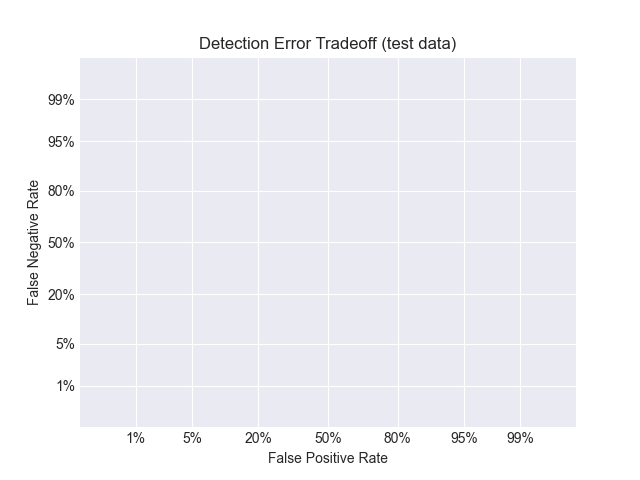 Detection Error Tradeoff (test data)
99%
95%
80%
50%
20%
5%
1%
False Negative Rate
1% 5% 20% 50% 80% 95% 99%
False Positive Rate